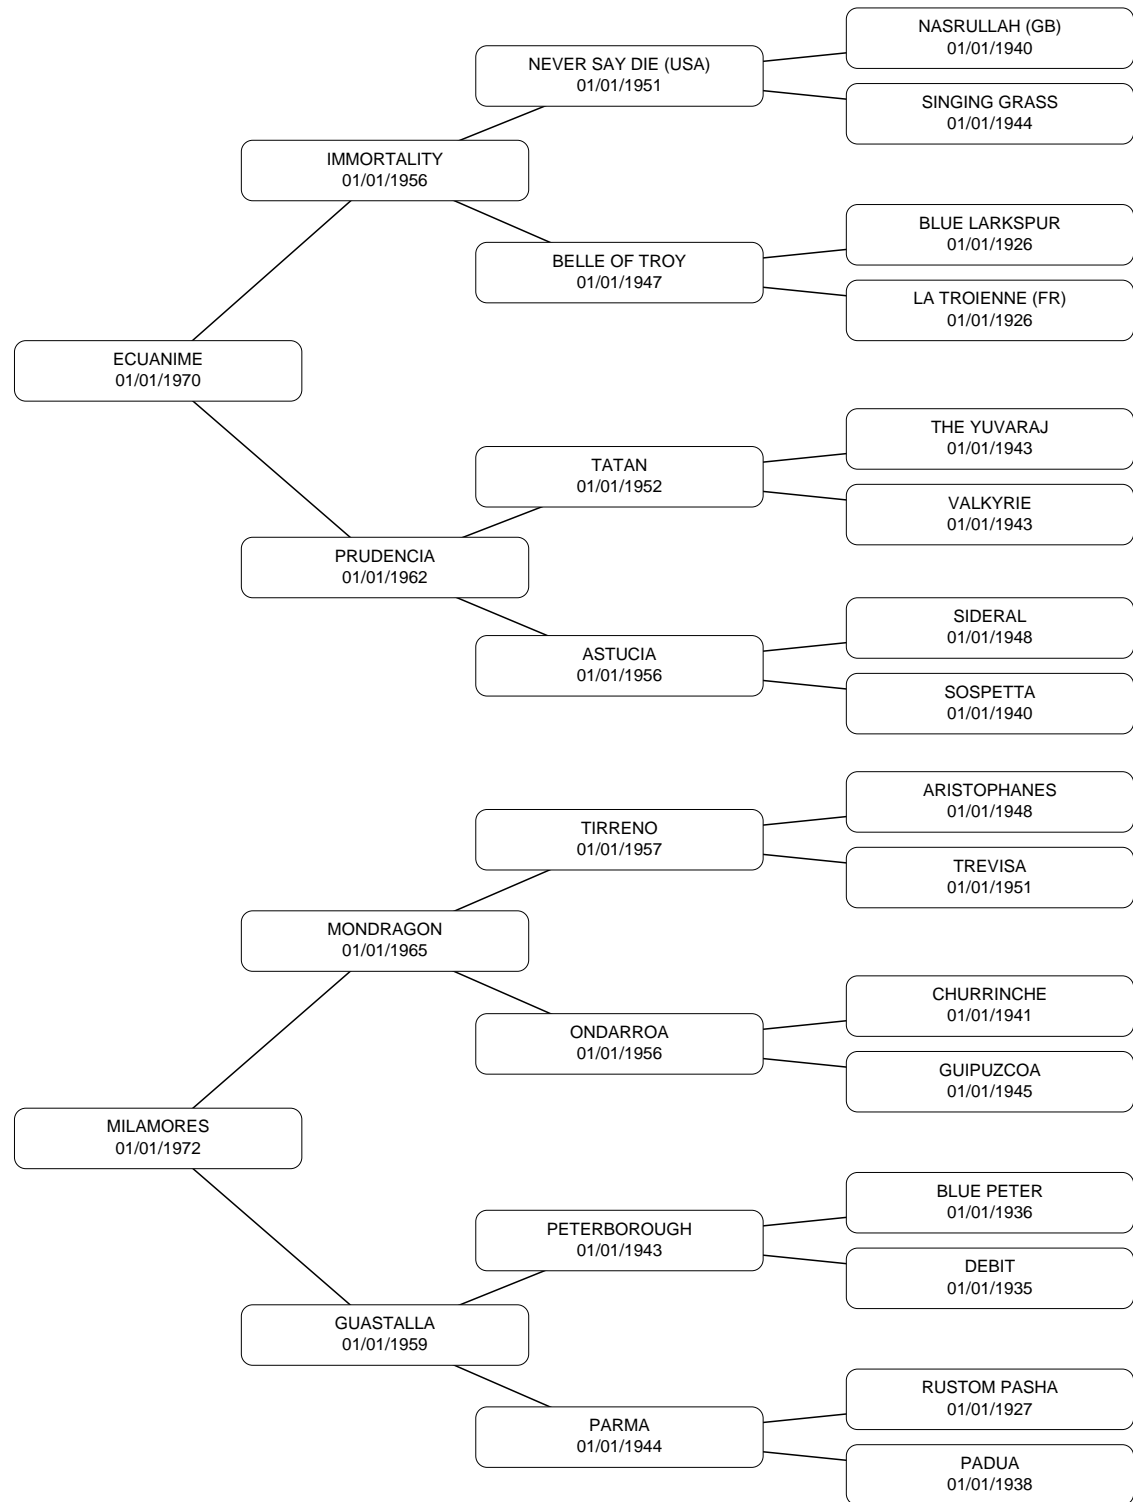 NASRULLAH (GB)
01/01/1940
NEVER SAY DIE (USA)
01/01/1951
SINGING GRASS
01/01/1944
IMMORTALITY
01/01/1956
BLUE LARKSPUR
01/01/1926
BELLE OF TROY
01/01/1947
LA TROIENNE (FR)
01/01/1926
ECUANIME
01/01/1970
THE YUVARAJ
01/01/1943
TATAN
01/01/1952
VALKYRIE
01/01/1943
PRUDENCIA
01/01/1962
SIDERAL
01/01/1948
ASTUCIA
01/01/1956
SOSPETTA
01/01/1940
ARISTOPHANES
01/01/1948
TIRRENO
01/01/1957
TREVISA
01/01/1951
MONDRAGON
01/01/1965
CHURRINCHE
01/01/1941
ONDARROA
01/01/1956
GUIPUZCOA
01/01/1945
MILAMORES
01/01/1972
BLUE PETER
01/01/1936
PETERBOROUGH
01/01/1943
DEBIT
01/01/1935
GUASTALLA
01/01/1959
RUSTOM PASHA
01/01/1927
PARMA
01/01/1944
PADUA
01/01/1938